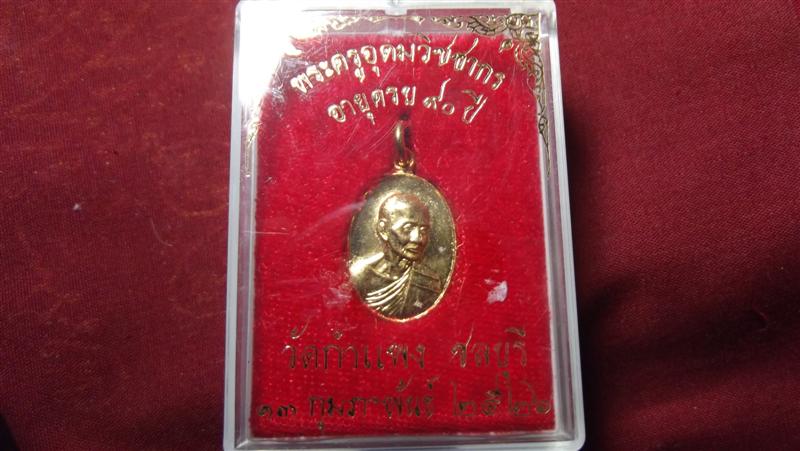 พระครูอุดมวิชชากร
อายุครบ ๙๐ ปี
วัดกำแพง ชลบุรี
๑๓ กุมภาพันธ์ ๒๕๒๖